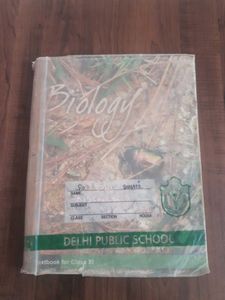 Biology
NAME
SUBJECT
CLASS SECTION HOUSE
DELHI PUBLIC SCHOOL
Textbook for Class XI